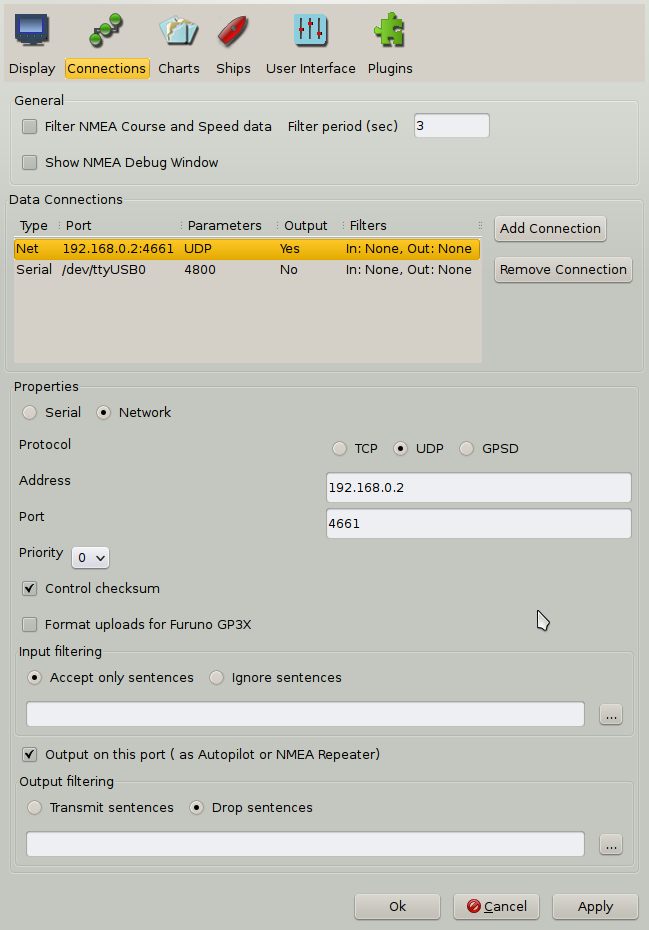 Display Connections Charts Ships User Interface Plugins
General
Filter NMEA Course and Speed data Filter period (sec) 3
Show NMEA Debug Window
Data Connections
Type Port Parameters Output Filters
Net 192.168.0.2:4661 UDP Yes In: None, Out: None
Serial /dev/ttyUSB0 4800 No In: None, Out: None
Add Connection
Remove Connection
Properties
Serial Network
Protocol TCP UDP GPSD
Address 192.168.0.2
Port 4661
Priority 0
Control checksum
Format uploads for Furuno GP3X
Input filtering
Accept only sentences Ignore sentences
...
Output on this port ( as Autopilot or NMEA Repeater)
Output filtering
Transmit sentences Drop sentences
...
Ok Cancel Apply